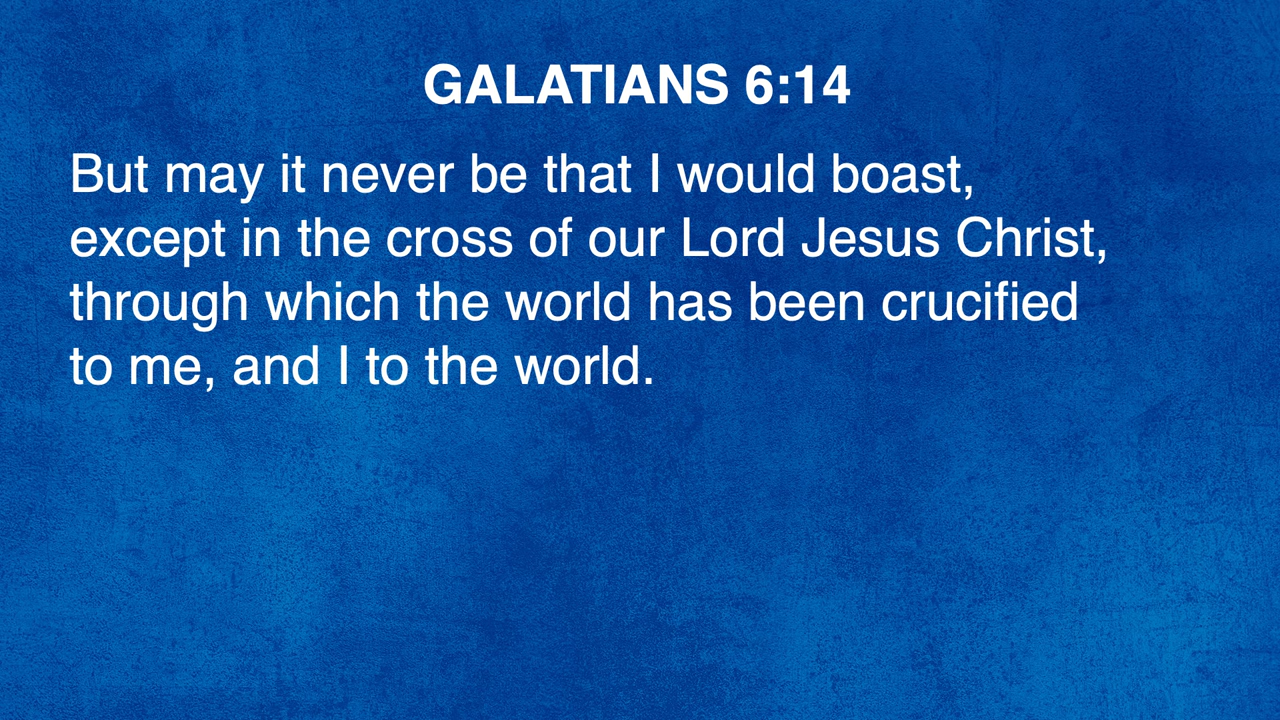 GALATIANS 6:14
But may it never be that I would boast,
except in the cross of our Lord Jesus Christ,
through which the world has been crucified
to me, and I to the world.